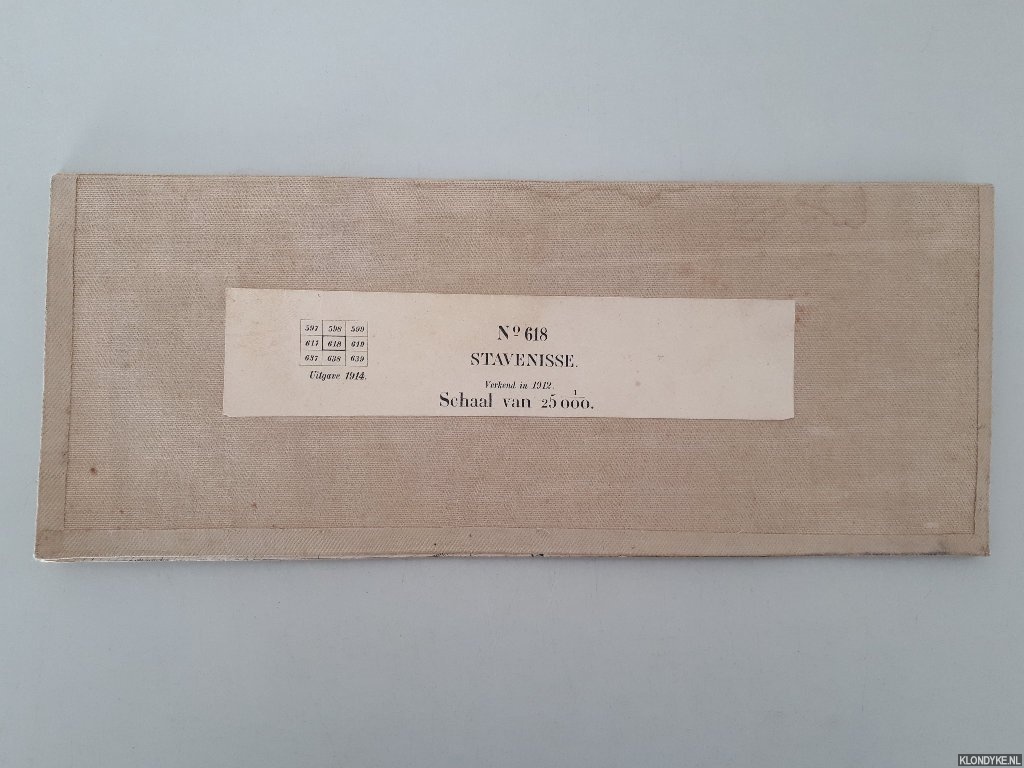 597 598 599
617 618 619
637 638 639
Uitgave 1914.
Nº 618
STAVENISSE.
Verkend in 1912.
Schaal van 1/25000.
KLONDYKE.NL